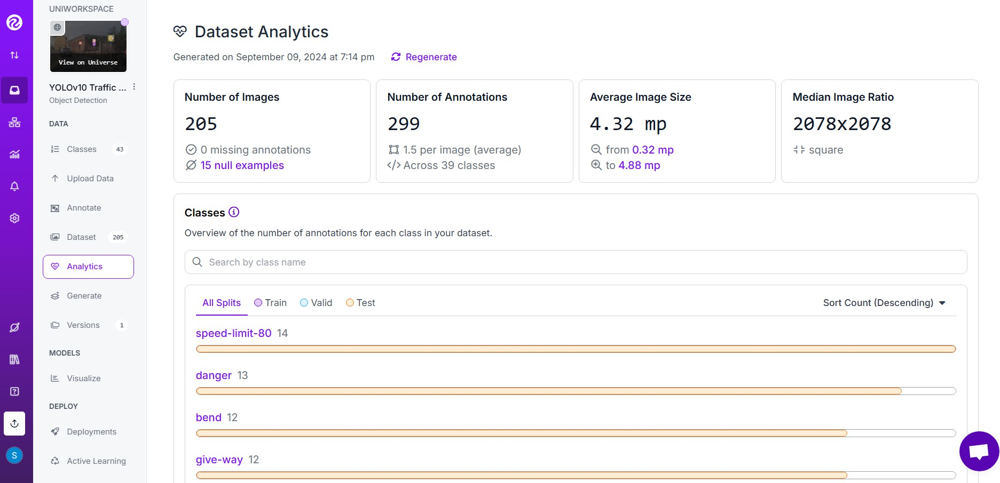 UNIWORKSPACE
View on Universe
YOLOv10 Traffic ...
Object Detection
DATA
Classes 43
Upload Data
Annotate
Dataset 205
Analytics
Generate
Versions 1
MODELS
Visualize
DEPLOY
Deployments
Active Learning
S
Dataset Analytics
Generated on September 09, 2024 at 7:14 pm Regenerate
Number of Images
205
0 missing annotations
15 null examples
Number of Annotations
299
1.5 per image (average)
</> Across 39 classes
Average Image Size
4.32 mp
from 0.32 mp
to 4.88 mp
Median Image Ratio
2078x2078
square
Classes
Overview of the number of annotations for each class in your dataset.
Search by class name
All Splits Train Valid Test Sort Count (Descending)
speed-limit-80 14
danger 13
bend 12
give-way 12